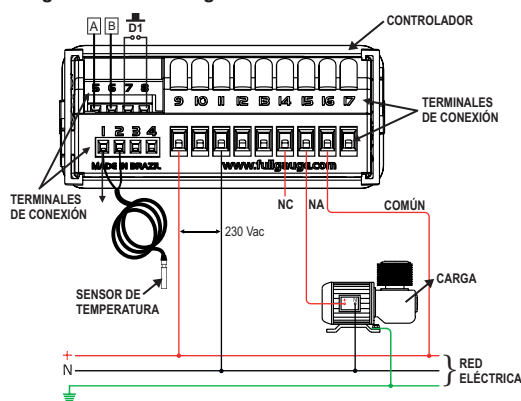 CONTROLADOR
A B D1
5 6 7 8
9 10 11 12 13 14 15 16 17
TERMINALES
DE CONEXIÓN
1 2 3 4
MADE IN BRAZIL
www.fullgauge.com
TERMINALES
DE CONEXIÓN
NC NA COMÚN
230 Vac
CARGA
SENSOR DE
TEMPERATURA
+
N
RED
ELÉCTRICA